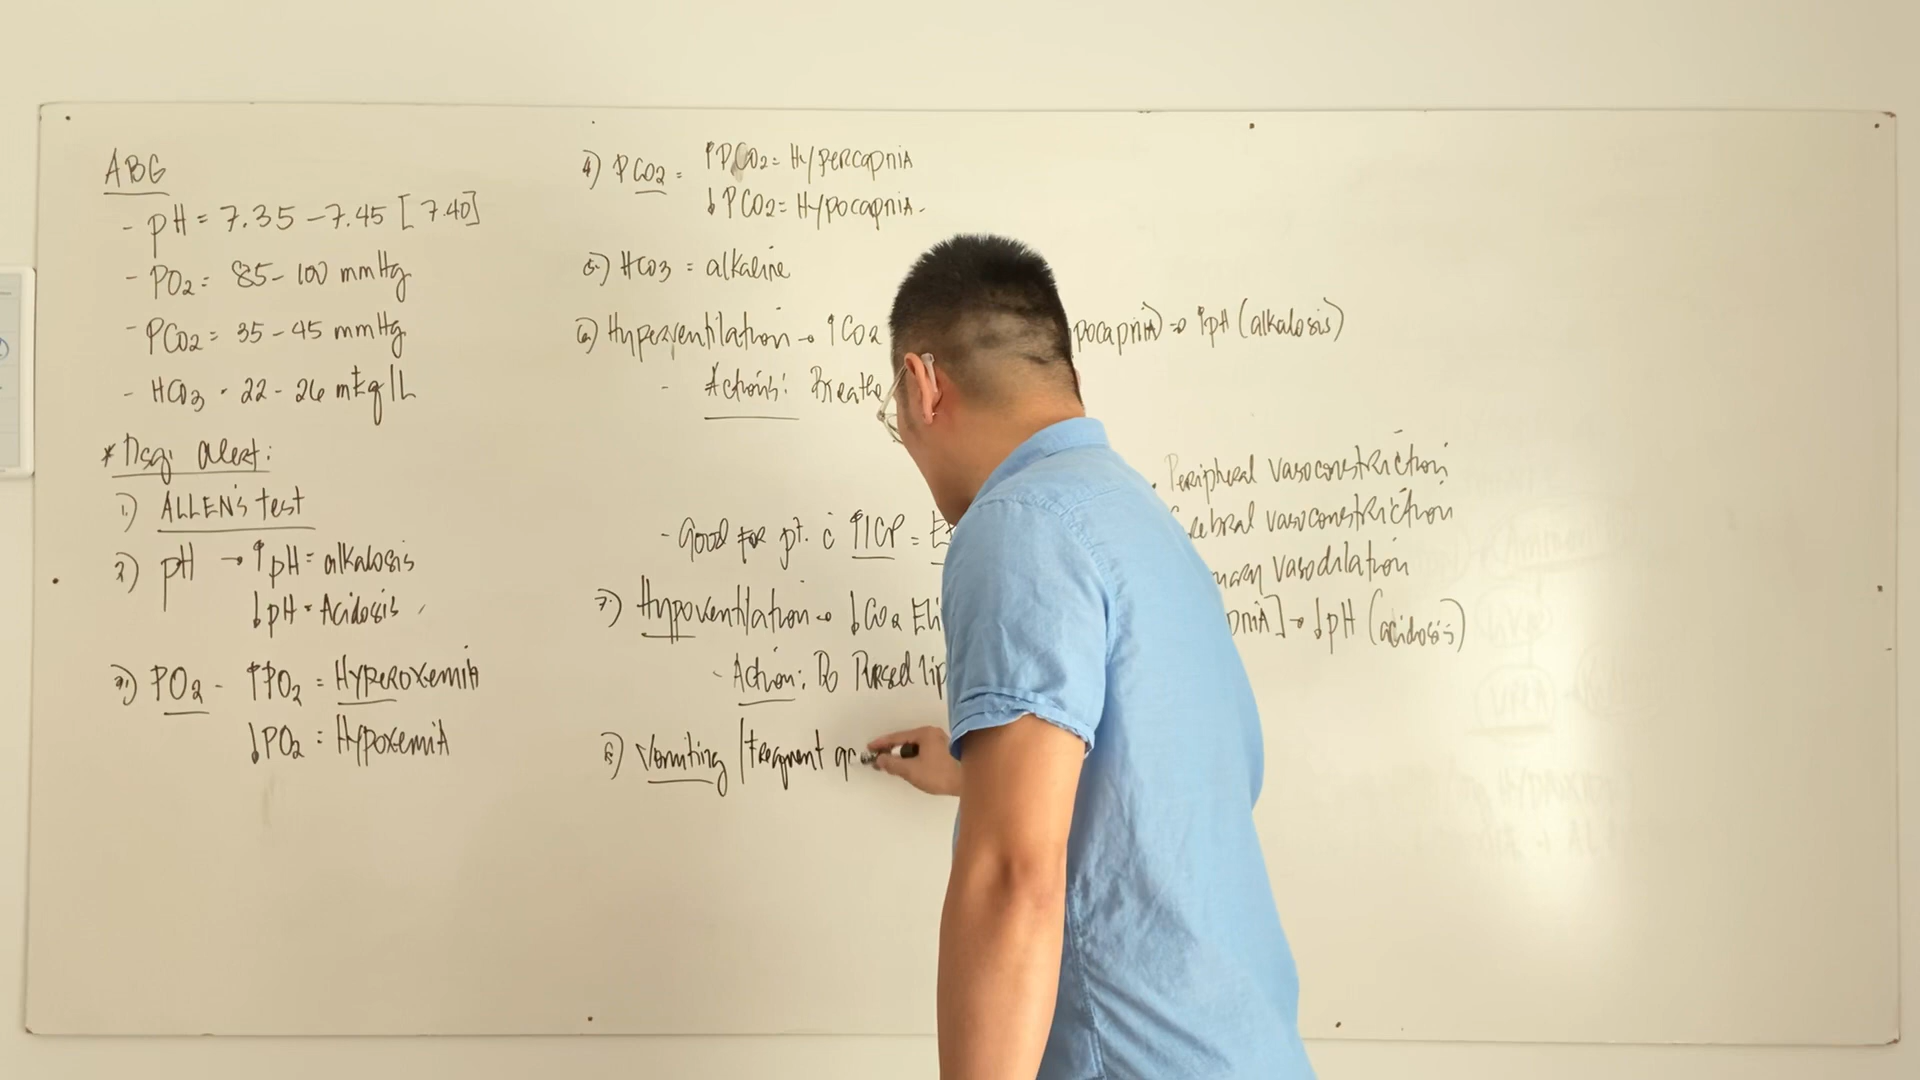 ABG
- pH = 7.35 – 7.45 [7.40]
- PO2 = 85 – 100 mmHg
- PCO2 = 35 – 45 mmHg
- HCO3 = 22 – 26 mEq/L
* Nsg. alert:
1) ALLEN's test
2) pH → ↑pH = alkalosis
↓pH = Acidosis
3) PO2 - ↑PO2 = HYPEROXEMIA
↓PO2 = HypoxemiA
4) PCO2 = ↑PCO2 = HypeRcapniA
↓PCO2 = HypocapniA
5.) HCO3 = alkaline
6) Hyperventilation → ↑CO2 pocapniA) → ↑pH (alkalosis)
- Actions: Breathe
Peripheral vasoconstRiction
ebral vasoconstRiction
vasodilation
- Good foR pt. c̄ ↑ICP =
7.) Hypoventilation → ↓CO2 Eli pniA] → ↓pH (acidosis)
- Action: Do Pursed lip
8) Vomiting / frequent